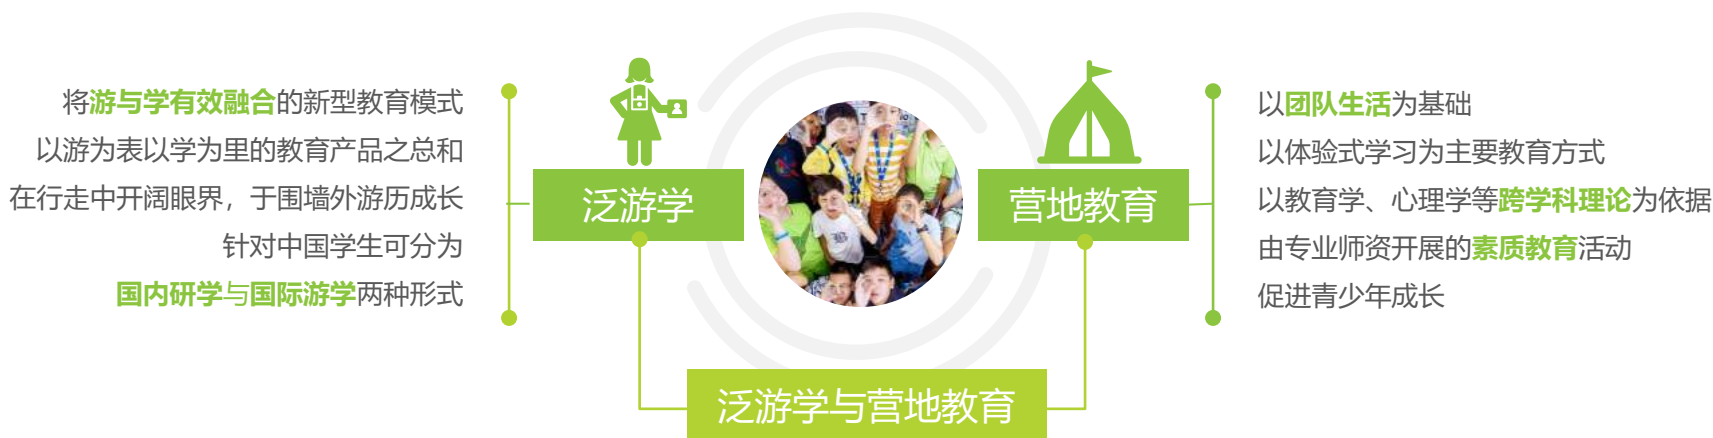 将游与学有效融合的新型教育模式
以游为表以学为里的教育产品之总和
在行走中开阔眼界，于围墙外游历成长
针对中国学生可分为
国内研学与国际游学两种形式
泛游学
营地教育
以团队生活为基础
以体验式学习为主要教育方式
以教育学、心理学等跨学科理论为依据
由专业师资开展的素质教育活动
促进青少年成长
泛游学与营地教育